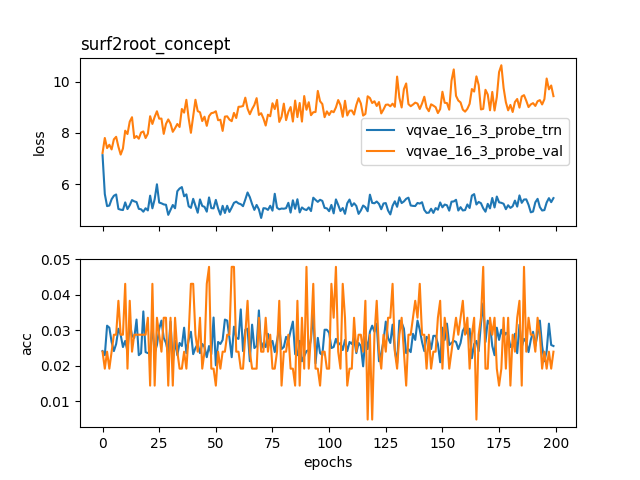 surf2root_concept
loss
10
8
6
vqvae_16_3_probe_trn
vqvae_16_3_probe_val
acc
0.05
0.04
0.03
0.02
0.01
0 25 50 75 100 125 150 175 200
epochs